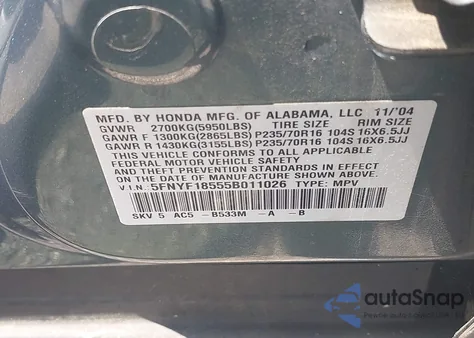 MFD. BY HONDA MFG. OF ALABAMA, LLC 11/'04
GVWR 2700KG(5950LBS) TIRE SIZE RIM SIZE
GAWR F 1300KG(2865LBS) P235/70R16 104S 16X6.5JJ
GAWR R 1430KG(3155LBS) P235/70R16 104S 16X6.5JJ
THIS VEHICLE CONFORMS TO ALL APPLICABLE
FEDERAL MOTOR VEHICLE SAFETY AND
THEFT PREVENTION STANDARDS IN EFFECT ON
THE DATE OF MANUFACTURE SHOWN ABOVE.
V.I.N. 5FNYF18555B011026 TYPE: MPV
SKV 5 AC5 -B533M -A -B
autoSnap